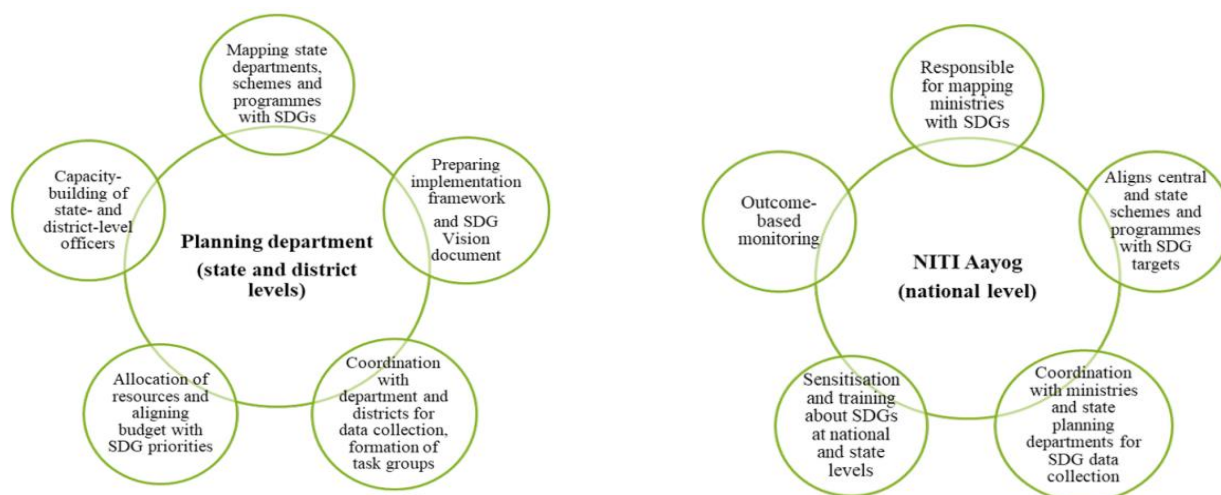 Mapping state
departments,
schemes and
programmes
with SDGs
Preparing
implementation
framework
and SDG
Vision
document
Coordination
with
department and
districts for
data collection,
formation of
task groups
Allocation of
resources and
aligning
budget with
SDG priorities
Capacity-
building of
state- and
district-level
officers
Planning department
(state and district
levels)
Responsible
for mapping
ministries
with SDGs
Aligns central
and state
schemes and
programmes
with SDG
targets
Coordination
with ministries
and state
planning
departments for
SDG data
collection
Sensitisation
and training
about SDGs
at national
and state
levels
Outcome-
based
monitoring
NITI Aayog
(national level)